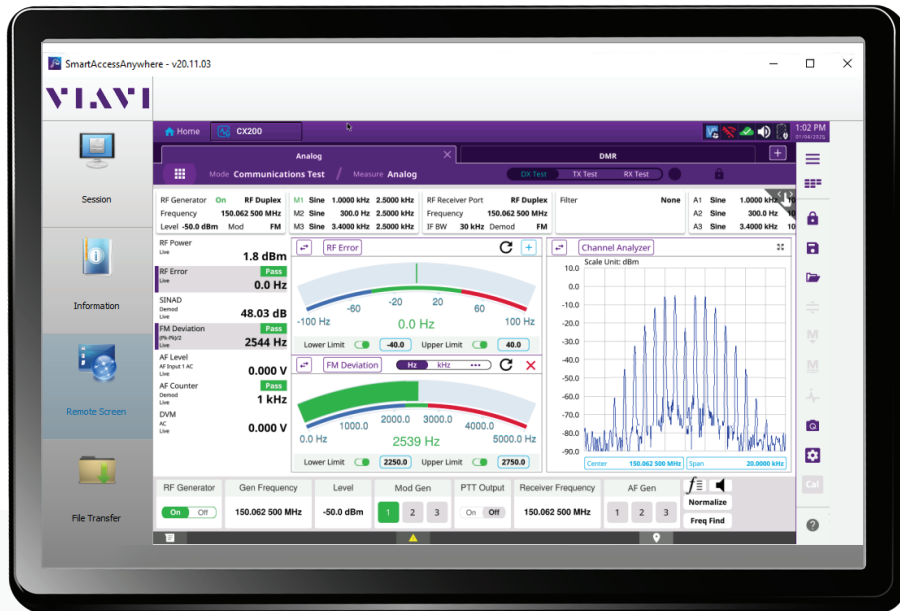 SmartAccessAnywhere - v20.11.03
VIAVI
Session
Information
Remote Screen
File Transfer
Home
CX200
1:02 PM
01/04/2025
Analog
DMR
Mode Communications Test / Measure Analog
DX Test TX Test RX Test
RF Generator On RF Duplex
Frequency 150.062 500 MHz
Level -50.0 dBm Mod FM
M1 Sine 1.0000 kHz 2.5000 kHz
M2 Sine 300.0 Hz 2.5000 kHz
M3 Sine 3.4000 kHz 2.5000 kHz
RF Receiver Port RF Duplex
Frequency 150.062 500 MHz
IF BW 30 kHz Demod FM
Filter None
A1 Sine 1.0000 kHz 10
A2 Sine 300.0 Hz 10
A3 Sine 3.4000 kHz 10
RF Power
Live
1.8 dBm
RF Error Pass
Live
0.0 Hz
SINAD
Demod
Live
48.03 dB
FM Deviation Pass
(Pk-Pk)/2
Live
2544 Hz
AF Level
AF Input 1 AC
Live
0.000 V
AF Counter Pass
Demod
Live
1 kHz
DVM
AC
Live
0.000 V
RF Error
-100 Hz -60 -20 20 60 100 Hz
0.0 Hz
Lower Limit -40.0 Upper Limit 40.0
FM Deviation Hz kHz
0.0 Hz 1000.0 2000.0 3000.0 4000.0 5000.0 Hz
2539 Hz
Lower Limit 2250.0 Upper Limit 2750.0
Channel Analyzer
Scale Unit: dBm
10.0
0.0
-10.0
-20.0
-30.0
-40.0
-50.0
-60.0
-70.0
-80.0
-90.0
Center 150.062 500 MHz Span 20.0000 kHz
RF Generator
On Off
Gen Frequency
150.062 500 MHz
Level
-50.0 dBm
Mod Gen
1 2 3
PTT Output
On Off
Receiver Frequency
150.062 500 MHz
AF Gen
1 2 3
Normalize
Freq Find
M
M
Cal